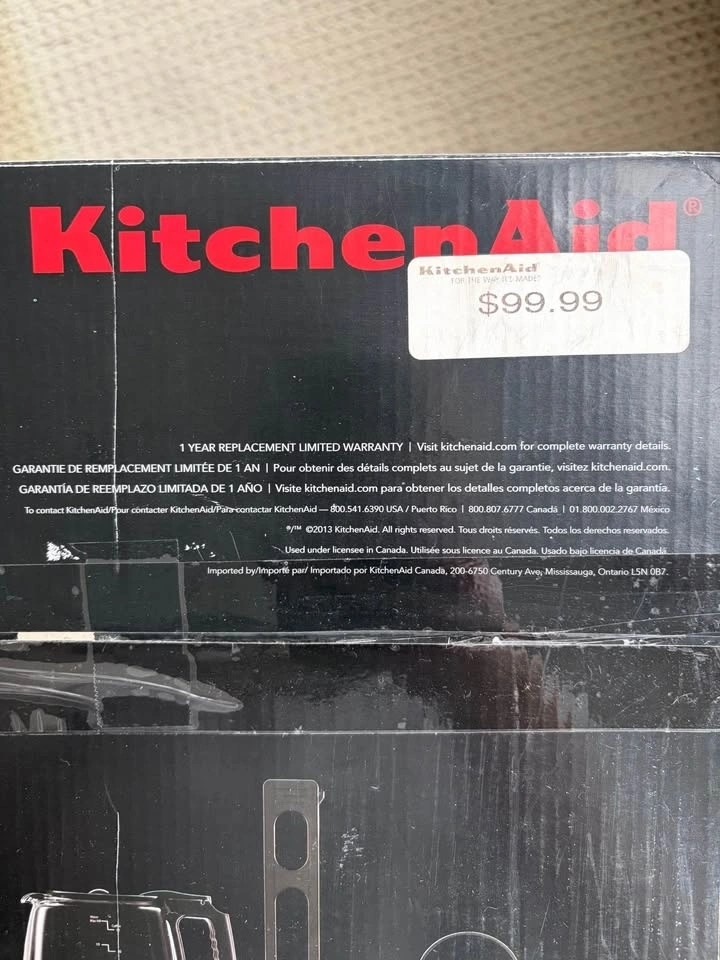 KitchenAid®
KitchenAid®
FOR THE WAY IT'S MADE®
$99.99
1 YEAR REPLACEMENT LIMITED WARRANTY | Visit kitchenaid.com for complete warranty details.
GARANTIE DE REMPLACEMENT LIMITÉE DE 1 AN | Pour obtenir des détails complets au sujet de la garantie, visitez kitchenaid.com.
GARANTÍA DE REEMPLAZO LIMITADA DE 1 AÑO | Visite kitchenaid.com para obtener los detalles completos acerca de la garantía.
To contact KitchenAid/Pour contacter KitchenAid/Para contactar KitchenAid — 800.541.6390 USA / Puerto Rico | 800.807.6777 Canada | 01.800.002.2767 México
®/™ ©2013 KitchenAid. All rights reserved. Tous droits réservés. Todos los derechos reservados.
Used under licensee in Canada. Utilisée sous licence au Canada. Usado bajo licencia de Canadá.
Imported by/Importé par/ Importado por KitchenAid Canada, 200-6750 Century Ave, Mississauga, Ontario L5N 0B7.